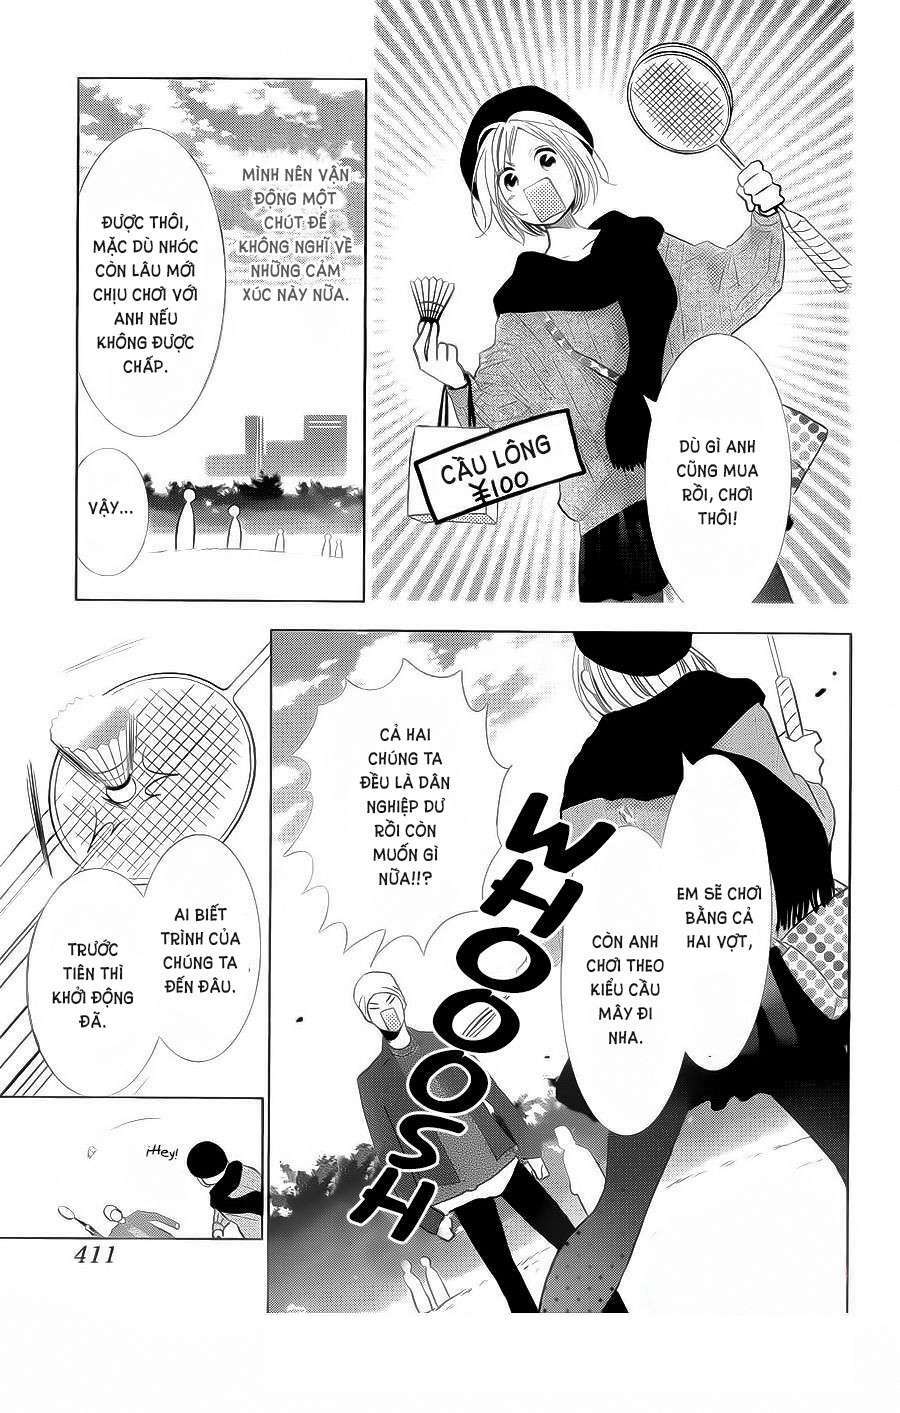 CẦU LÔNG
¥100
DÙ GÌ ANH
CŨNG MUA
RỒI, CHƠI
THÔI!
MÌNH NÊN VẬN
ĐỘNG MỘT
CHÚT ĐỂ
KHÔNG NGHĨ VỀ
NHỮNG CẢM
XÚC NÀY NỮA.
ĐƯỢC THÔI,
MẶC DÙ NHÓC
CÒN LÂU MỚI
CHỊU CHƠI VỚI
ANH NẾU
KHÔNG ĐƯỢC
CHẤP.
VẬY...
EM SẼ CHƠI
BẰNG CẢ
HAI VỢT,
CÒN ANH
CHƠI THEO
KIỂU CẦU
MÂY ĐI
NHA.
WHOOOOSH
CẢ HAI
CHÚNG TA
ĐỀU LÀ DÂN
NGHIỆP DƯ
RỒI CÒN
MUỐN GÌ
NỮA!!?
AI BIẾT
TRÌNH CỦA
CHÚNG TA
ĐẾN ĐÂU.
TRƯỚC
TIÊN THÌ
KHỞI ĐỘNG
ĐÃ.
¡Hey!
411